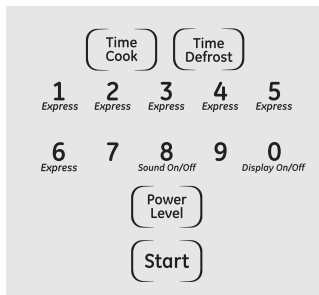 Time Time
Cook Defrost
1 2 3 4 5
Express Express Express Express Express
6 7 8 9 0
Express Sound On/Off Display On/Off
Power
Level
Start